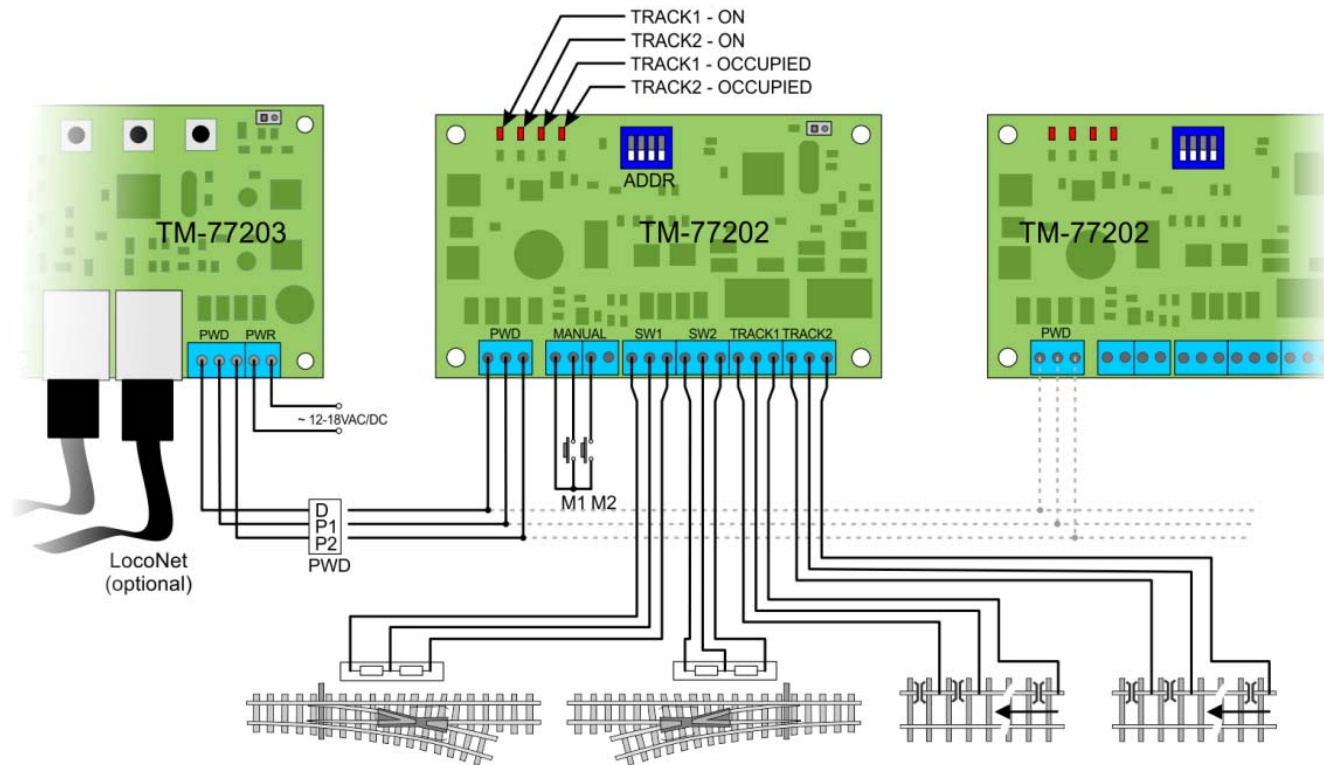 TRACK1 - ON
TRACK2 - ON
TRACK1 - OCCUPIED
TRACK2 - OCCUPIED
ADDR
TM-77203
TM-77202
TM-77202
PWD PWR
PWD MANUAL SW1 SW2 TRACK1 TRACK2
PWD
~ 12-18VAC/DC
M1 M2
D
P1
P2
PWD
LocoNet
(optional)